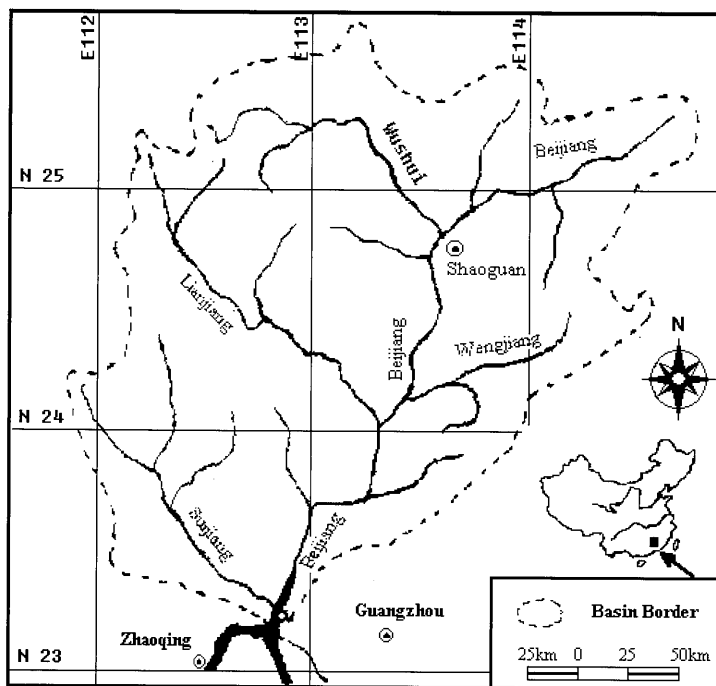 E112
E113
E114
Wushui
Beijiang
N 25
Shaoguan
Lianjiang
Beijiang
Wengjiang
N
N 24
Suijiang
Beijiang
Guangzhou
Zhaoqing
N 23
Basin Border
25km 0 25 50km